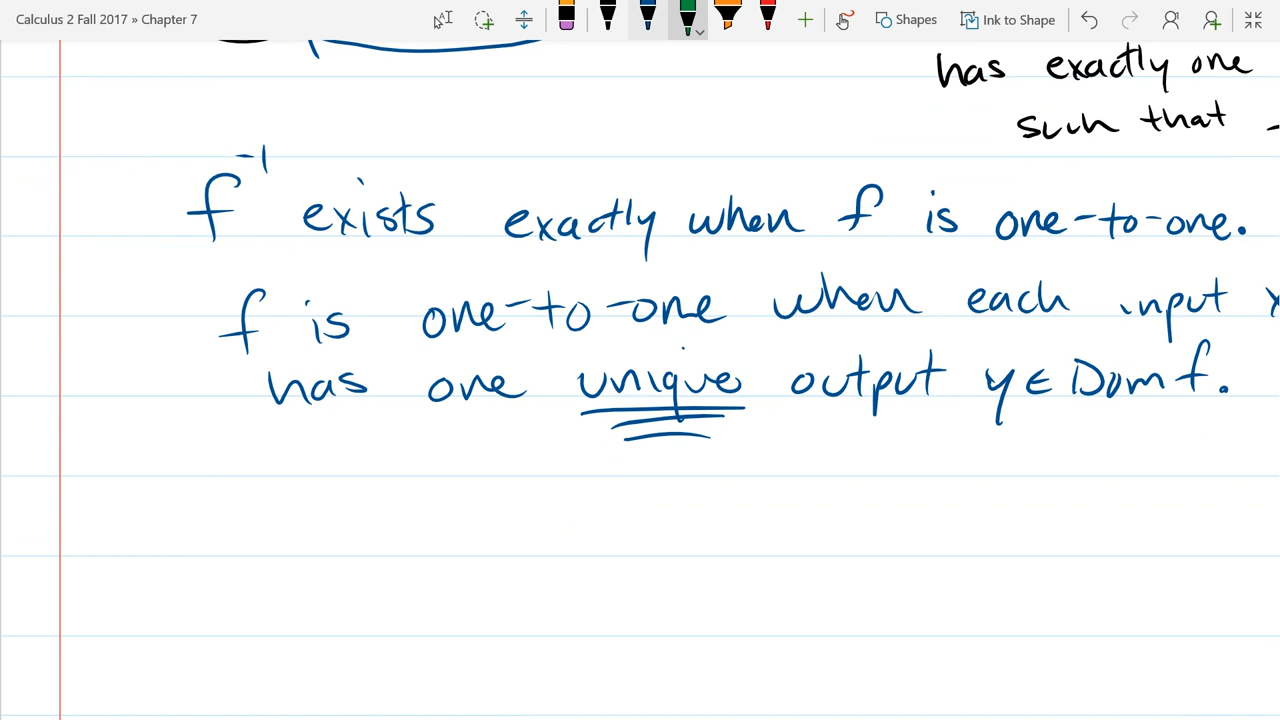 Calculus 2 Fall 2017 » Chapter 7
Shapes
Ink to Shape
has exactly one
such that
f⁻¹ exists exactly when f is one-to-one.
f is one-to-one when each input x
has one unique output y ∈ Dom f.